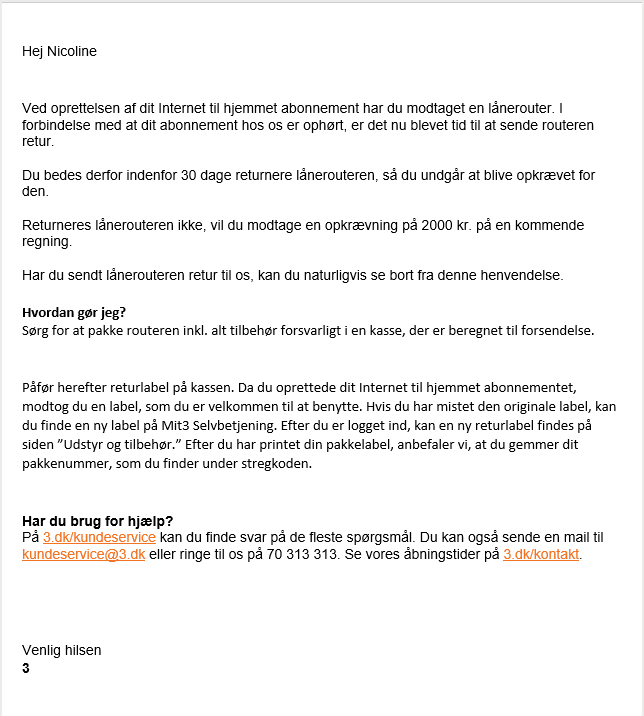 Hej Nicoline
Ved oprettelsen af dit Internet til hjemmet abonnement har du modtaget en lånerouter. I
forbindelse med at dit abonnement hos os er ophørt, er det nu blevet tid til at sende routeren
retur.
Du bedes derfor indenfor 30 dage returnere lånerouteren, så du undgår at blive opkrævet for
den.
Returneres lånerouteren ikke, vil du modtage en opkrævning på 2000 kr. på en kommende
regning.
Har du sendt lånerouteren retur til os, kan du naturligvis se bort fra denne henvendelse.
Hvordan gør jeg?
Sørg for at pakke routeren inkl. alt tilbehør forsvarligt i en kasse, der er beregnet til forsendelse.
Påfør herefter returlabel på kassen. Da du oprettede dit Internet til hjemmet abonnementet,
modtog du en label, som du er velkommen til at benytte. Hvis du har mistet den originale label, kan
du finde en ny label på Mit3 Selvbetjening. Efter du er logget ind, kan en ny returlabel findes på
siden ”Udstyr og tilbehør.” Efter du har printet din pakkelabel, anbefaler vi, at du gemmer dit
pakkenummer, som du finder under stregkoden.
Har du brug for hjælp?
På 3.dk/kundeservice kan du finde svar på de fleste spørgsmål. Du kan også sende en mail til
kundeservice@3.dk eller ringe til os på 70 313 313. Se vores åbningstider på 3.dk/kontakt.
Venlig hilsen
3